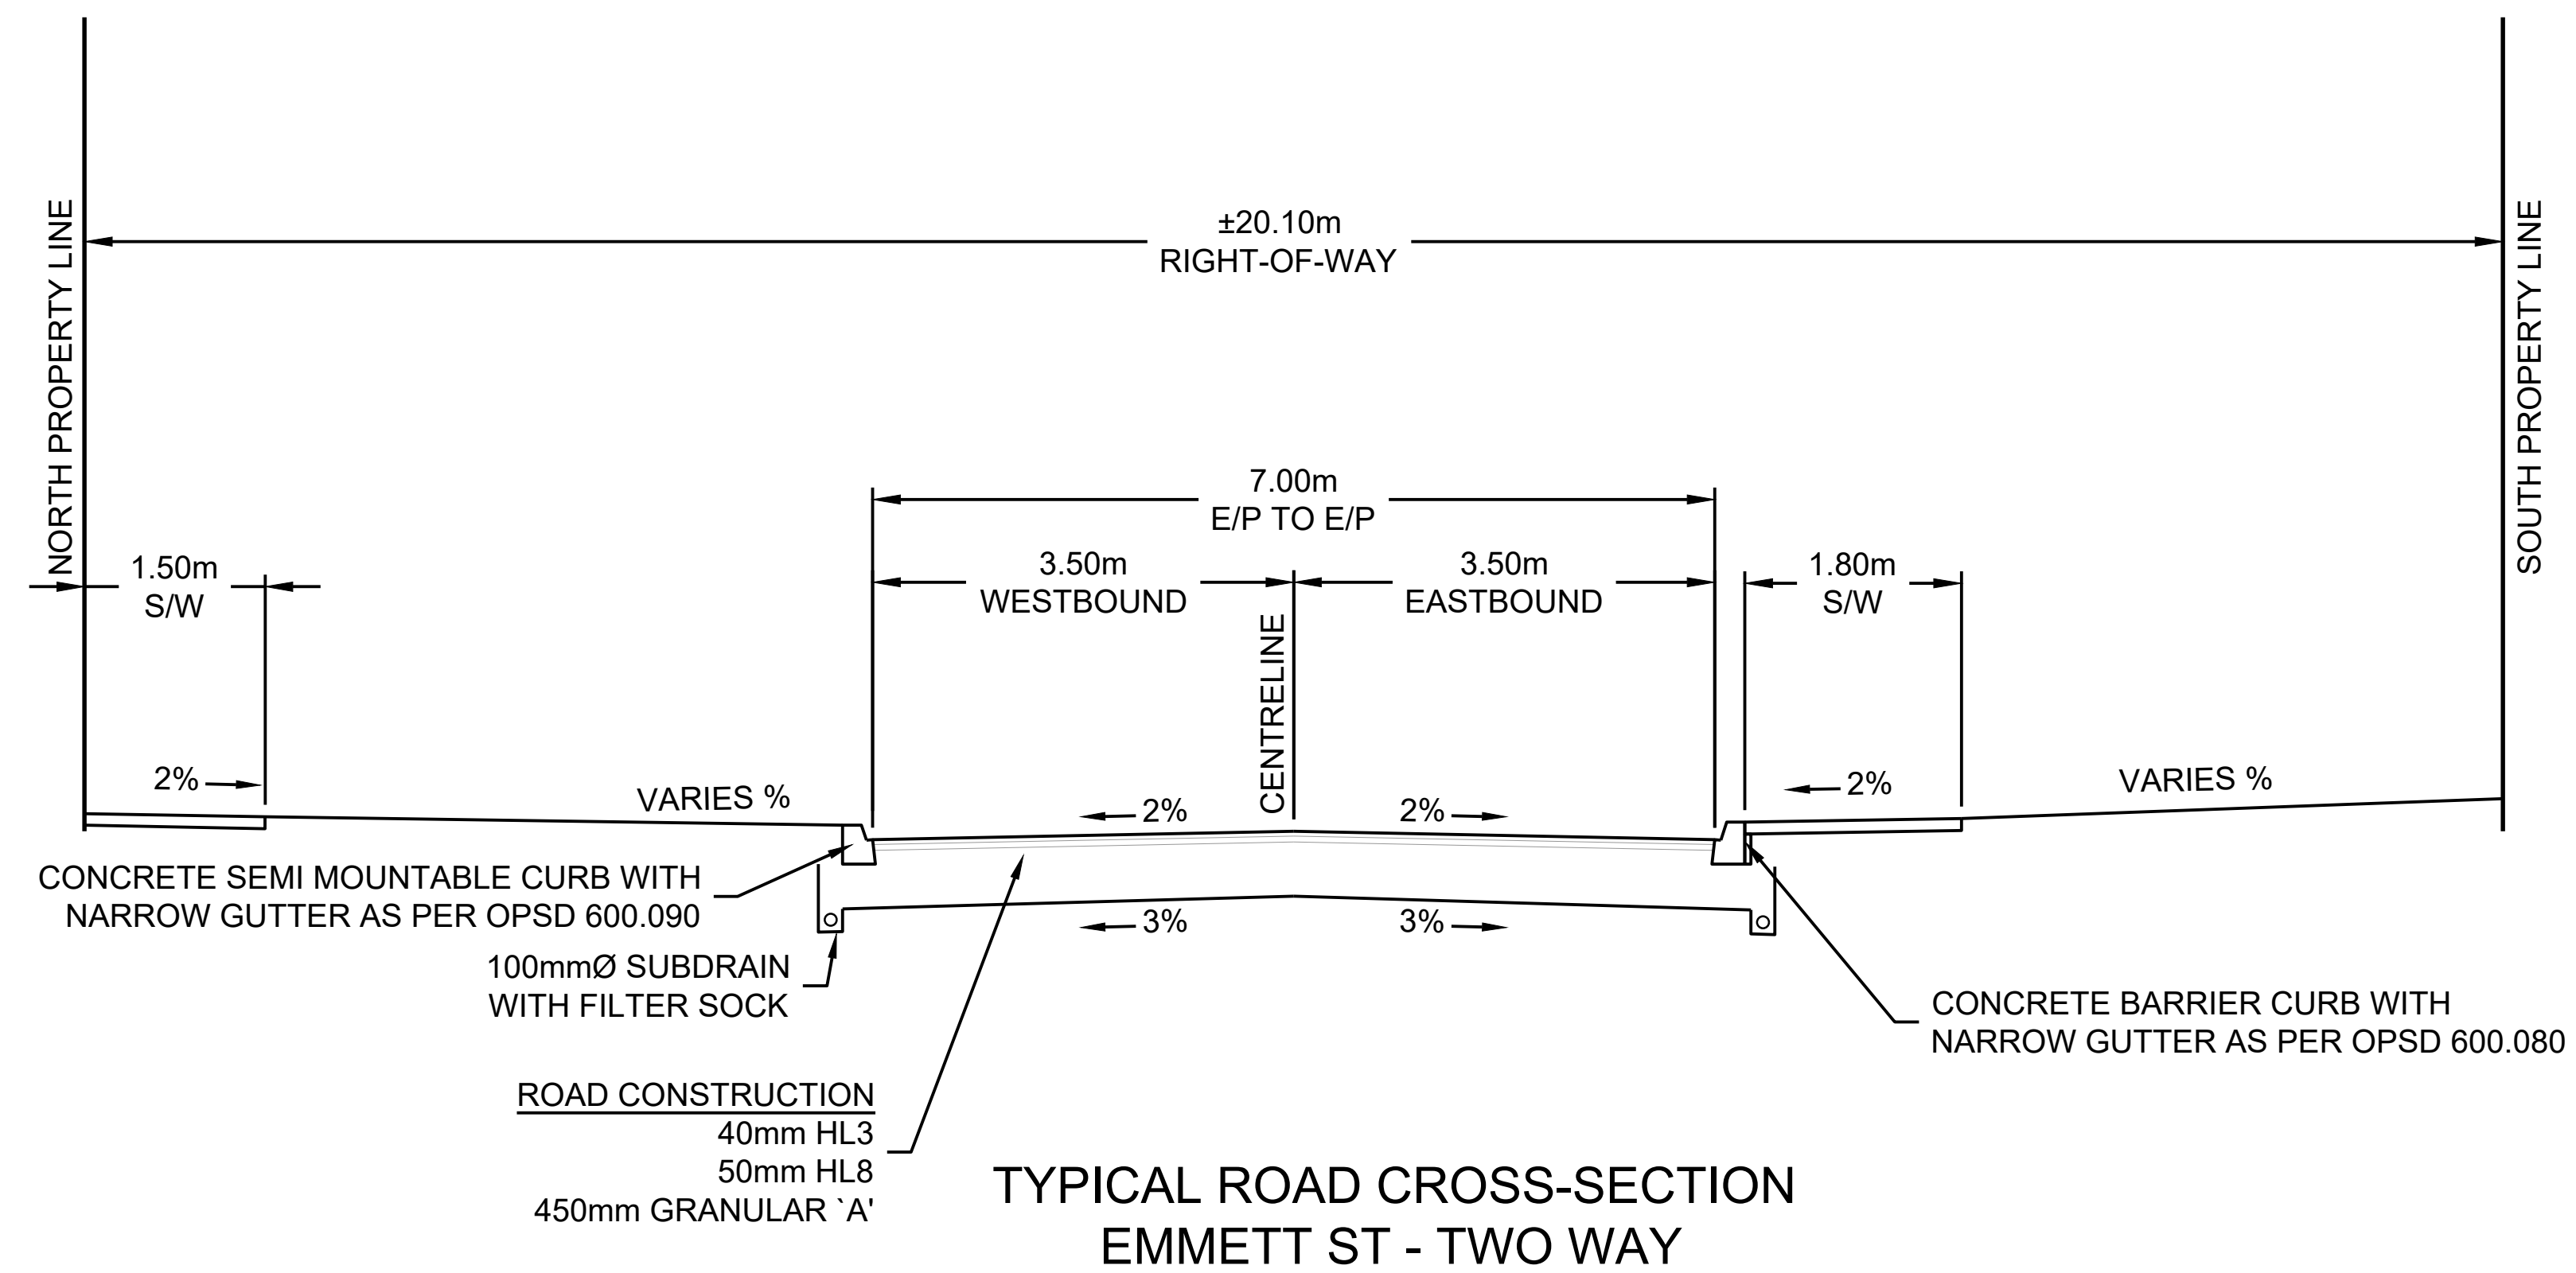 ±20.10m
RIGHT-OF-WAY
NORTH PROPERTY LINE
SOUTH PROPERTY LINE
7.00m
E/P TO E/P
1.50m
S/W
3.50m
WESTBOUND
3.50m
EASTBOUND
1.80m
S/W
CENTRELINE
2%
VARIES %
2%
2%
2%
VARIES %
3%
3%
CONCRETE SEMI MOUNTABLE CURB WITH
NARROW GUTTER AS PER OPSD 600.090
100mmØ SUBDRAIN
WITH FILTER SOCK
CONCRETE BARRIER CURB WITH
NARROW GUTTER AS PER OPSD 600.080
ROAD CONSTRUCTION
40mm HL3
50mm HL8
450mm GRANULAR `A'
TYPICAL ROAD CROSS-SECTION
EMMETT ST - TWO WAY